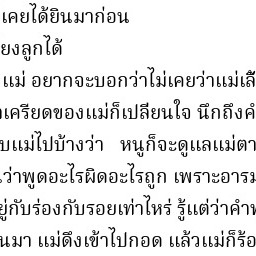 เคยได้ยินมาก่อน
ยงลูกได้
แม่ อยากจะบอกว่าไม่เคยว่าแม่เลี้
เครียดของแม่ก็เปลียนใจ นึกถึงคำ
บแม่ไปบ้างว่า หนูก็จะดูแลแม่ตา
ว่าพูดอะไรผิดอะไรถูก เพราะอารม
ยู่กับร่องกับรอยเท่าไหร่ รู้แต่ว่าคำพ
นมา แม่ดึงเข้าไปกอด แล้วแม่ก็ร้อ